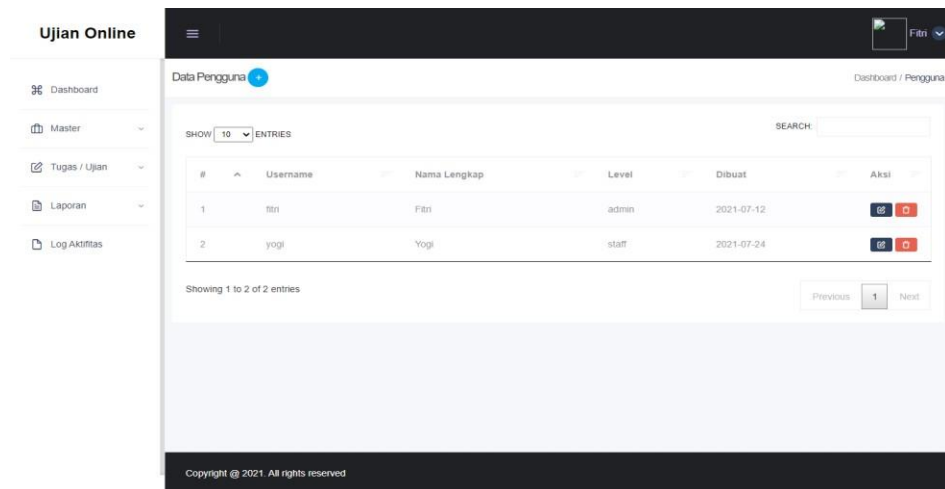 Ujian Online
Fitri
Dashboard
Master
Tugas / Ujian
Laporan
Log Aktifitas
Data Pengguna +
Dashboard / Pengguna
SHOW 10 ENTRIES
SEARCH:
# Username Nama Lengkap Level Dibuat Aksi
1 fitri Fitri admin 2021-07-12
2 yogi Yogi staff 2021-07-24
Showing 1 to 2 of 2 entries
Previous 1 Next
Copyright @ 2021. All rights reserved